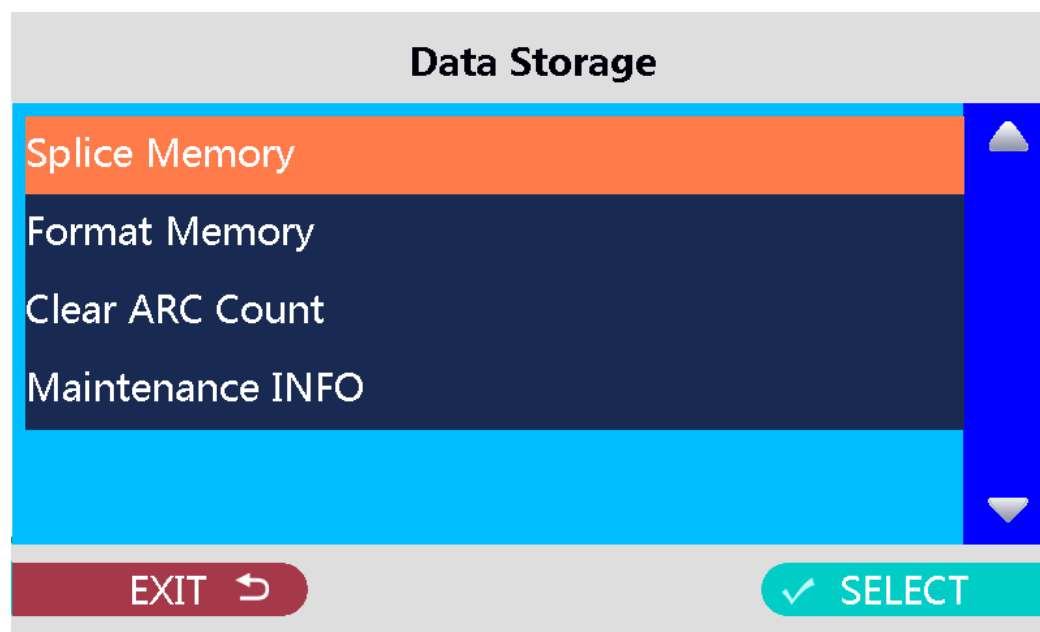 Data Storage
Splice Memory
Format Memory
Clear ARC Count
Maintenance INFO
EXIT
SELECT